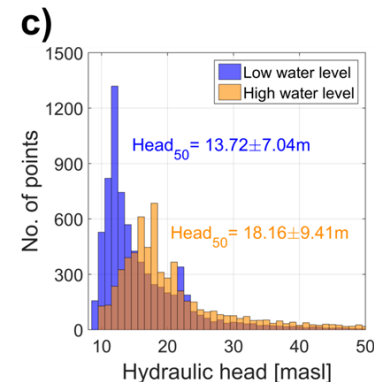 c)
1500
1200
900
600
300
0
No. of points
Low water level
High water level
Head50= 13.72±7.04m
Head50= 18.16±9.41m
10 20 30 40 50
Hydraulic head [masl]